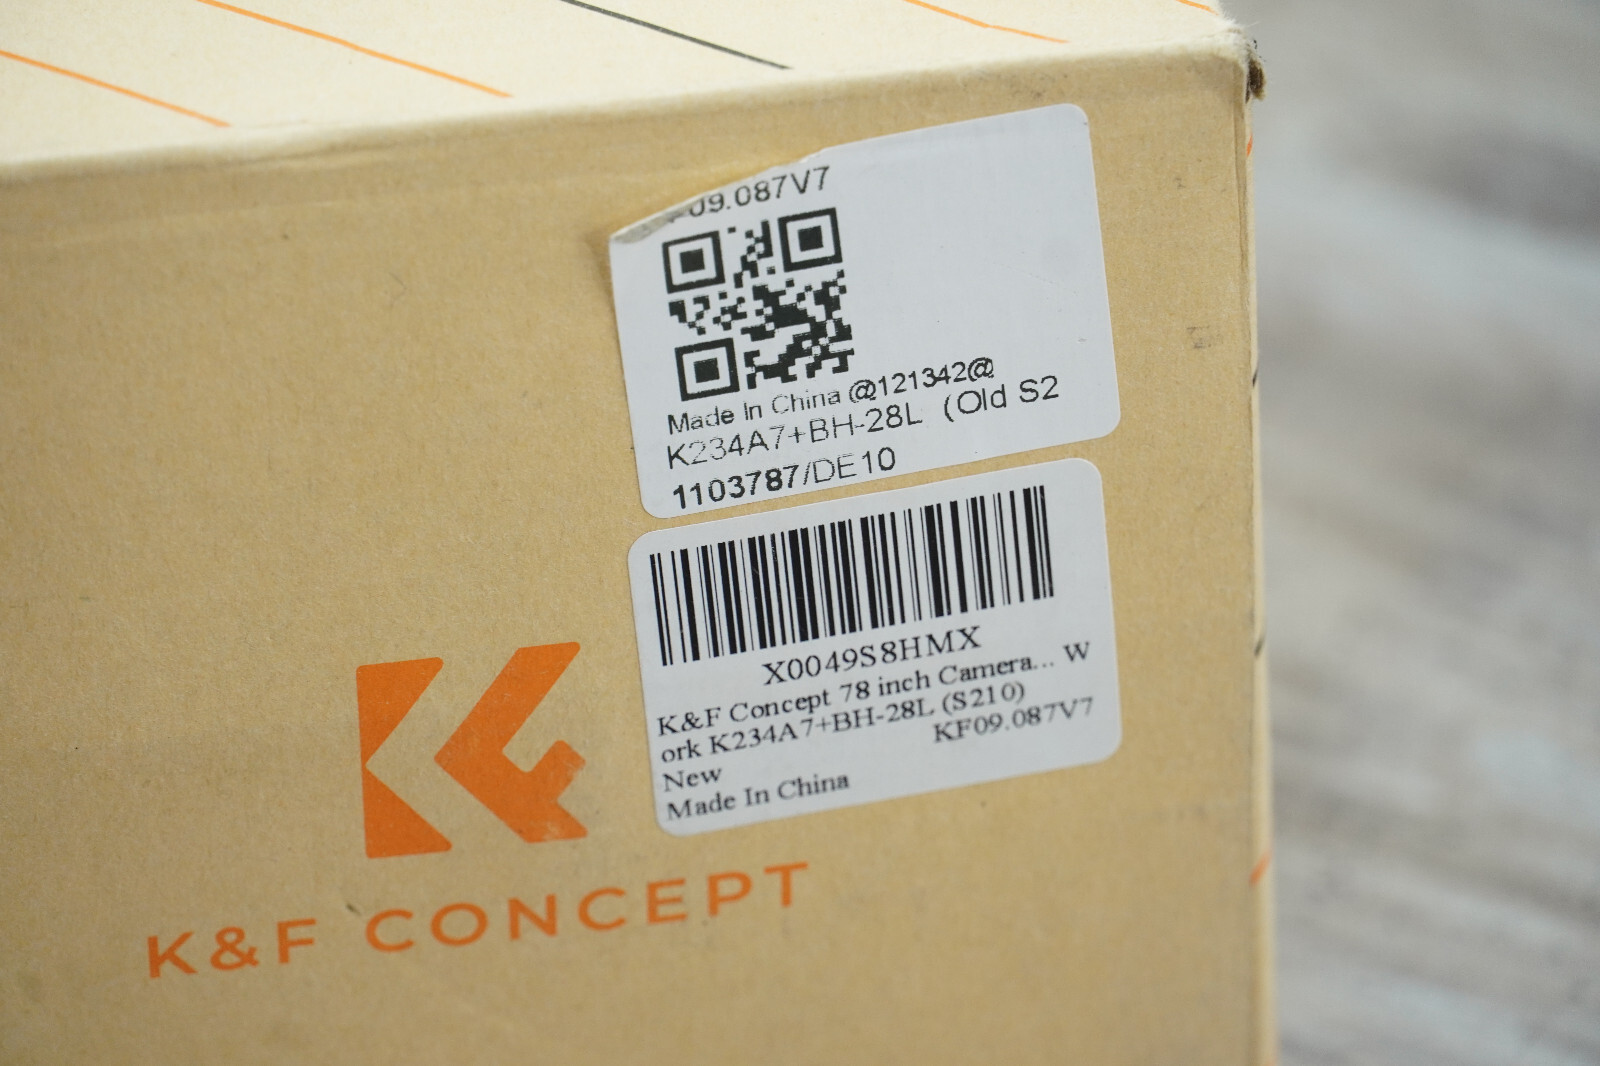 F09.087V7
Made In China @121342@
K234A7+BH-28L (Old S2
1103787/DE10
X0049S8HMX
K&F Concept 78 inch Camera... W
ork K234A7+BH-28L (S210)
KF09.087V7
New
Made In China
K&F CONCEPT